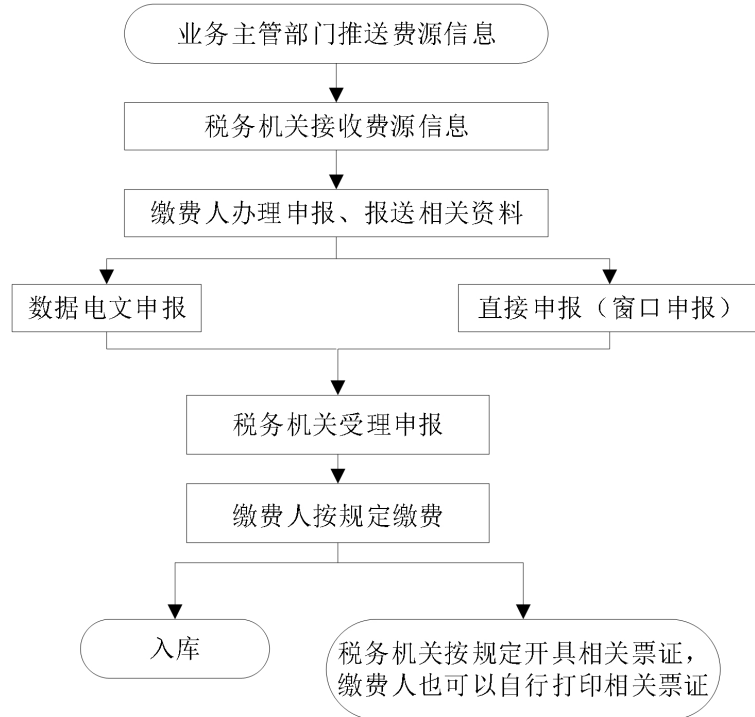 业务主管部门推送费源信息
税务机关接收费源信息
缴费人办理申报、报送相关资料
数据电文申报
直接申报（窗口申报）
税务机关受理申报
缴费人按规定缴费
入库
税务机关按规定开具相关票证，
缴费人也可以自行打印相关票证